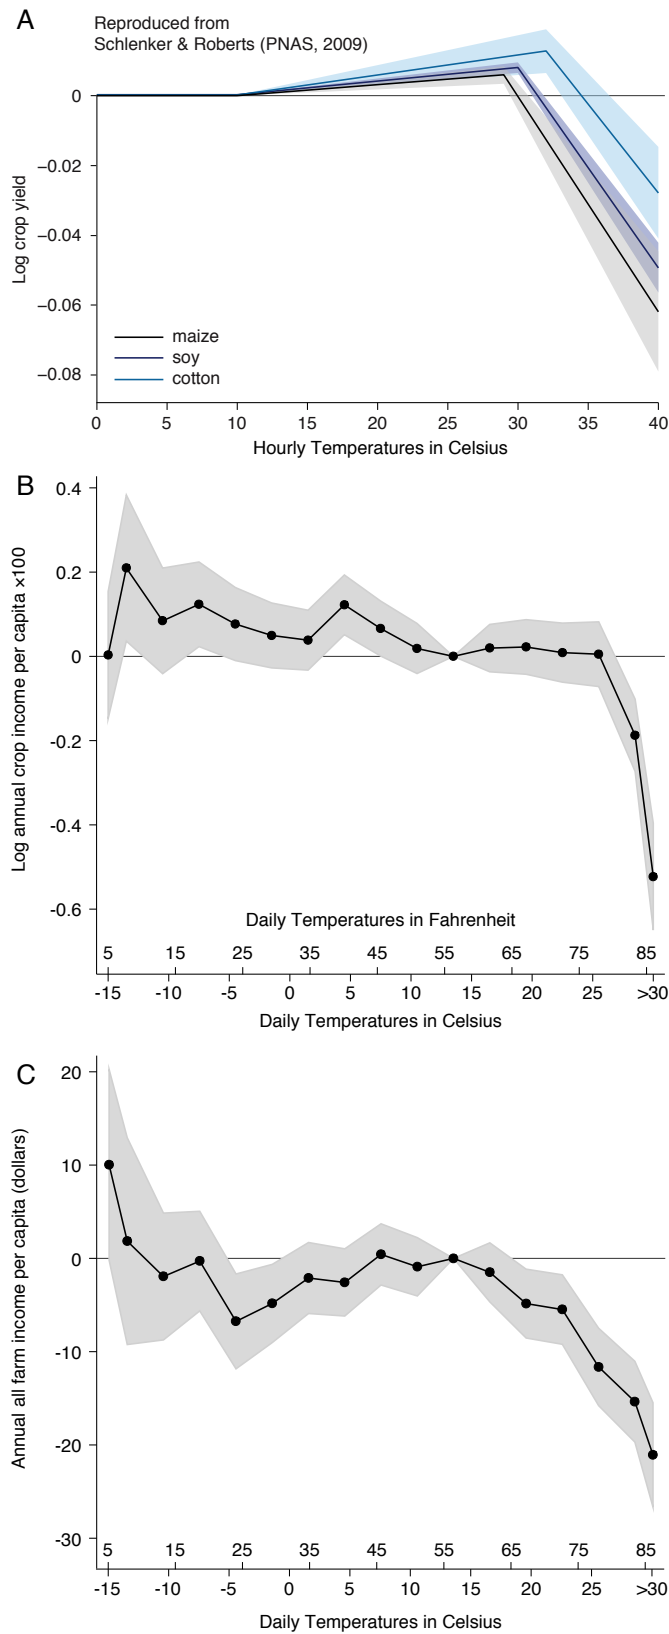 A
Reproduced from
Schlenker & Roberts (PNAS, 2009)
0
−0.02
−0.04
−0.06
−0.08
Log crop yield
maize
soy
cotton
0 5 10 15 20 25 30 35 40
Hourly Temperatures in Celsius
B
0.4
0.2
0
-0.2
-0.4
-0.6
Log annual crop income per capita ×100
Daily Temperatures in Fahrenheit
5 15 25 35 45 55 65 75 85
-15 -10 -5 0 5 10 15 20 25 >30
Daily Temperatures in Celsius
C
20
10
0
-10
-20
-30
Annual all farm income per capita (dollars)
5 15 25 35 45 55 65 75 85
-15 -10 -5 0 5 10 15 20 25 >30
Daily Temperatures in Celsius